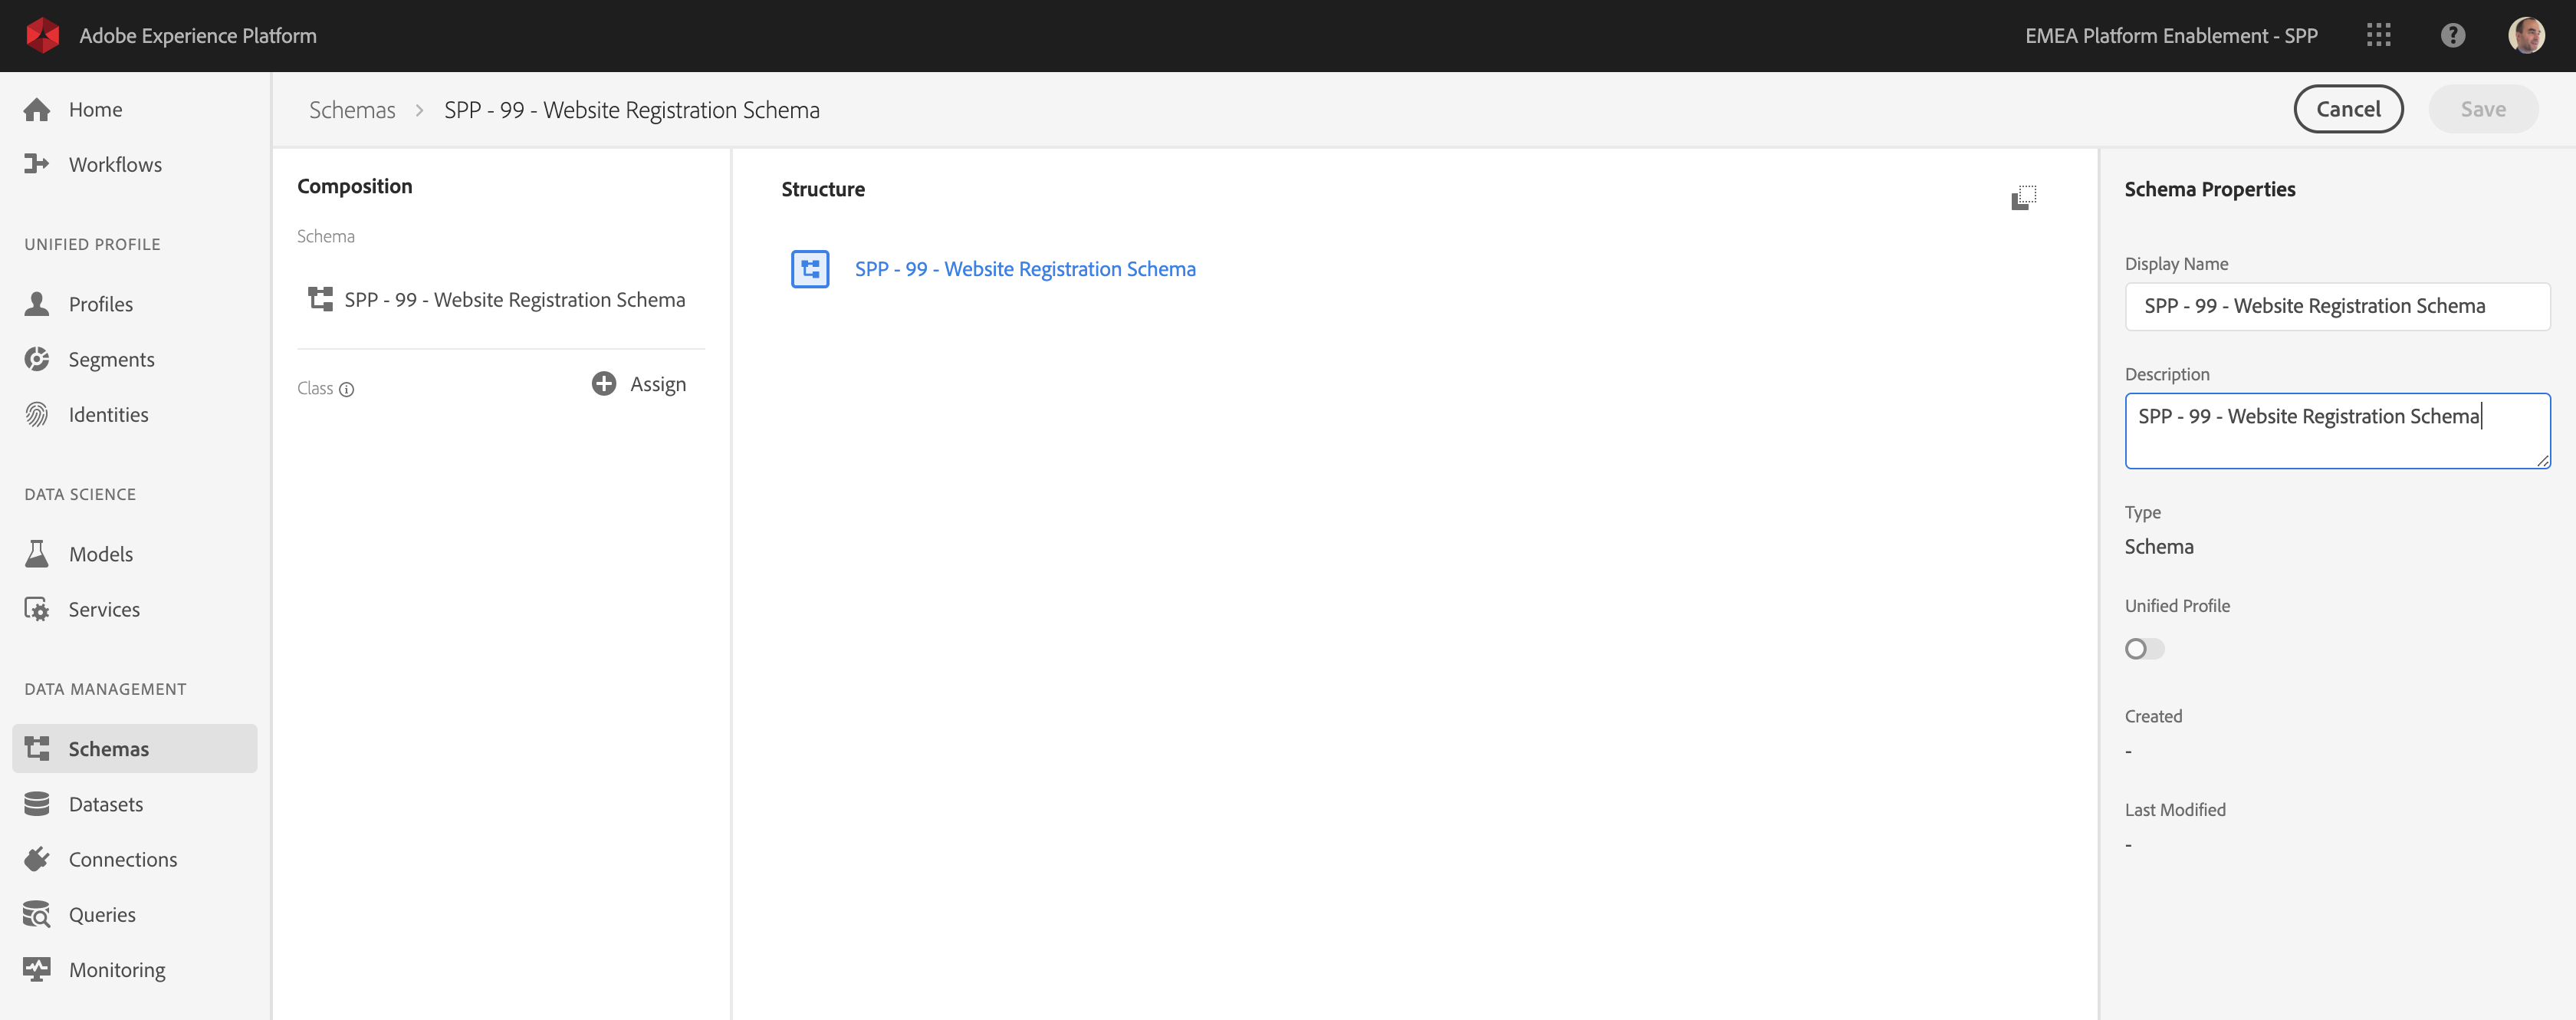 Adobe Experience Platform
EMEA Platform Enablement - SPP
Home
Workflows
UNIFIED PROFILE
Profiles
Segments
Identities
DATA SCIENCE
Models
Services
DATA MANAGEMENT
Schemas
Datasets
Connections
Queries
Monitoring
Schemas > SPP - 99 - Website Registration Schema
Cancel
Save
Composition
Schema
SPP - 99 - Website Registration Schema
Class
Assign
Structure
SPP - 99 - Website Registration Schema
Schema Properties
Display Name
SPP - 99 - Website Registration Schema
Description
SPP - 99 - Website Registration Schema
Type
Schema
Unified Profile
Created
-
Last Modified
-